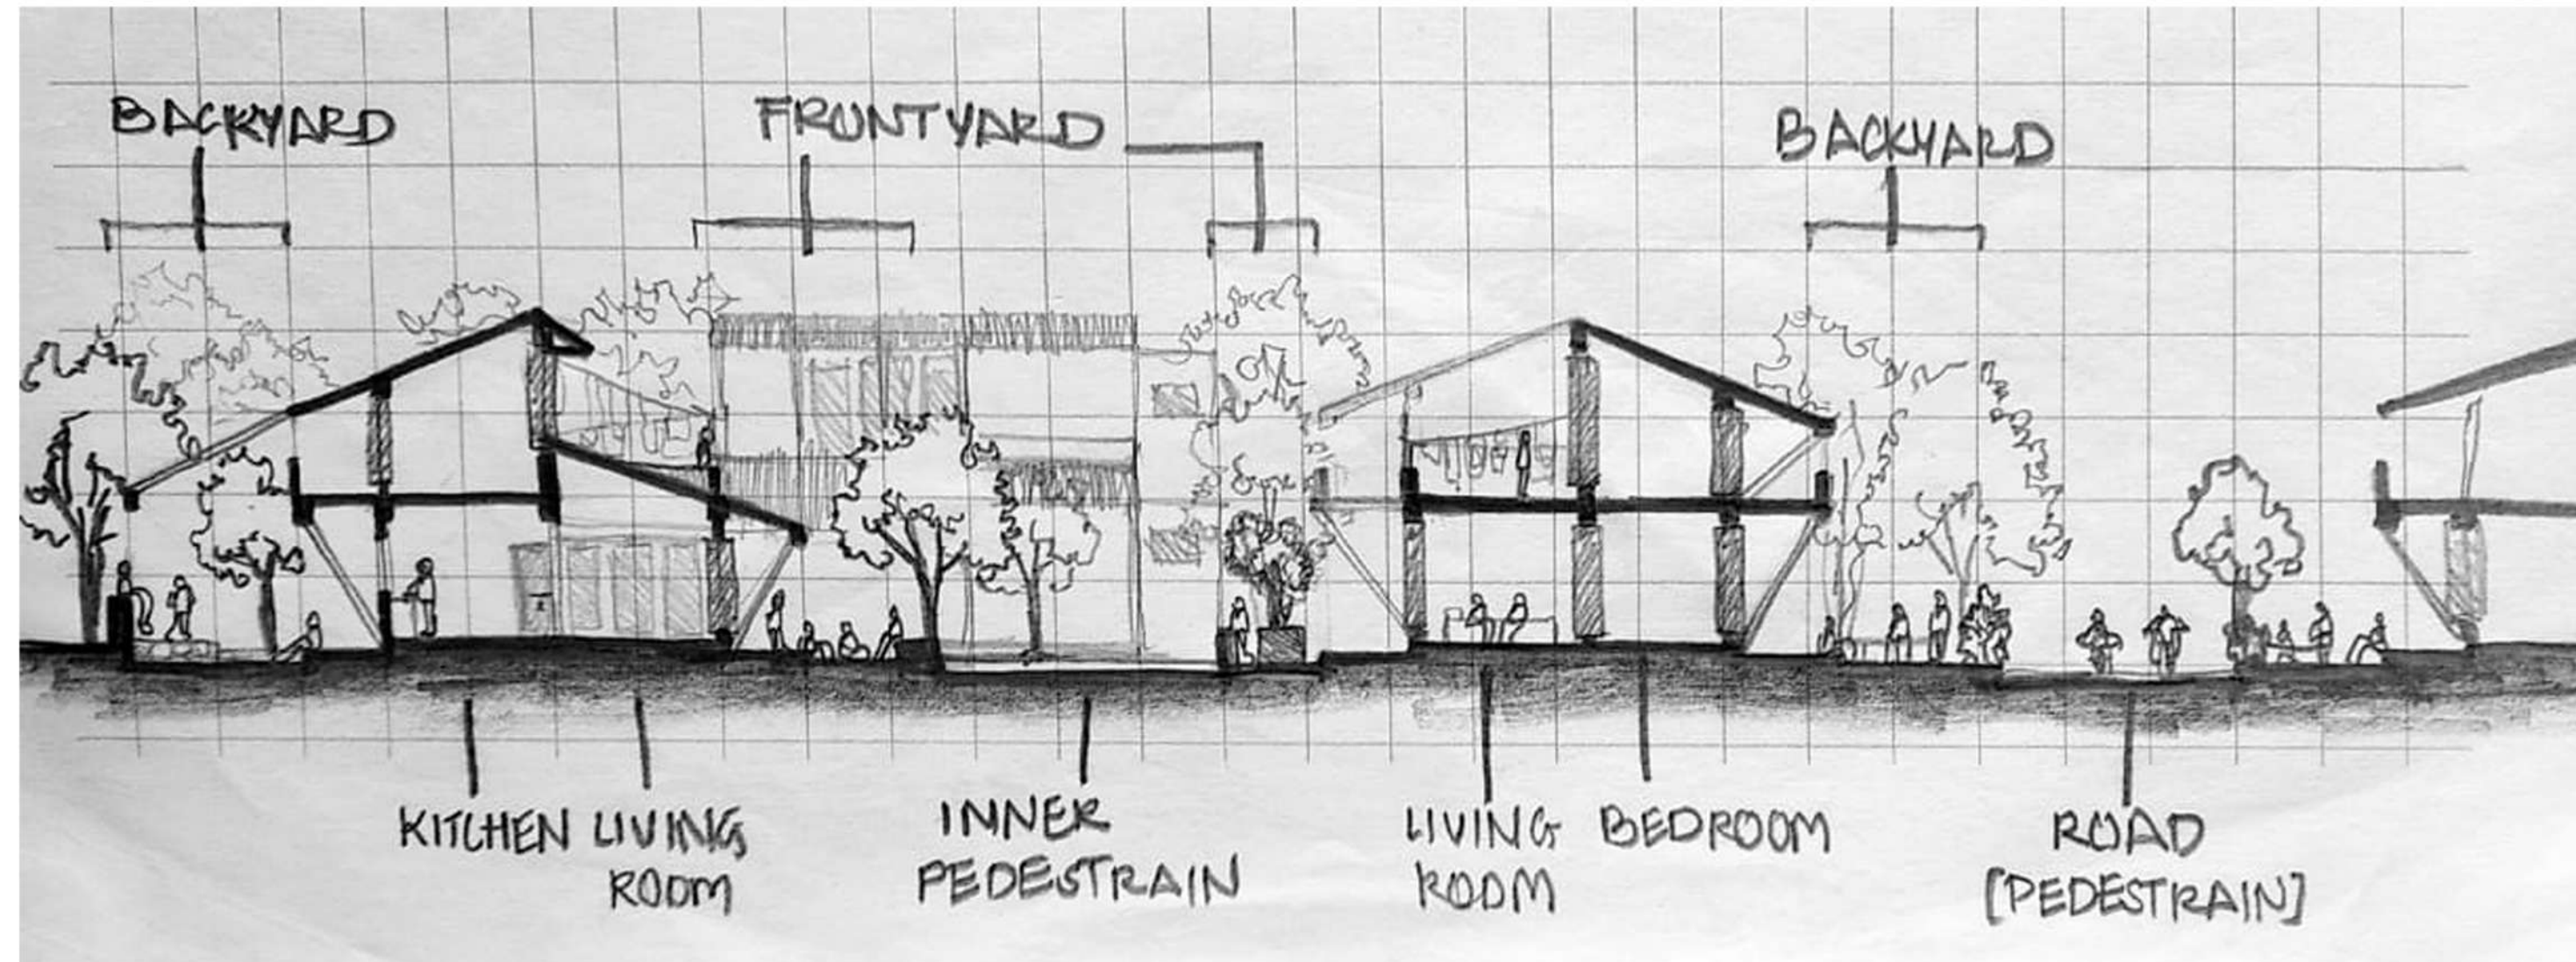 BACKYARD
FRONTYARD
BACKYARD
KITCHEN
LIVING
ROOM
INNER
PEDESTRAIN
LIVING
ROOM
BEDROOM
ROAD
[PEDESTRAIN]